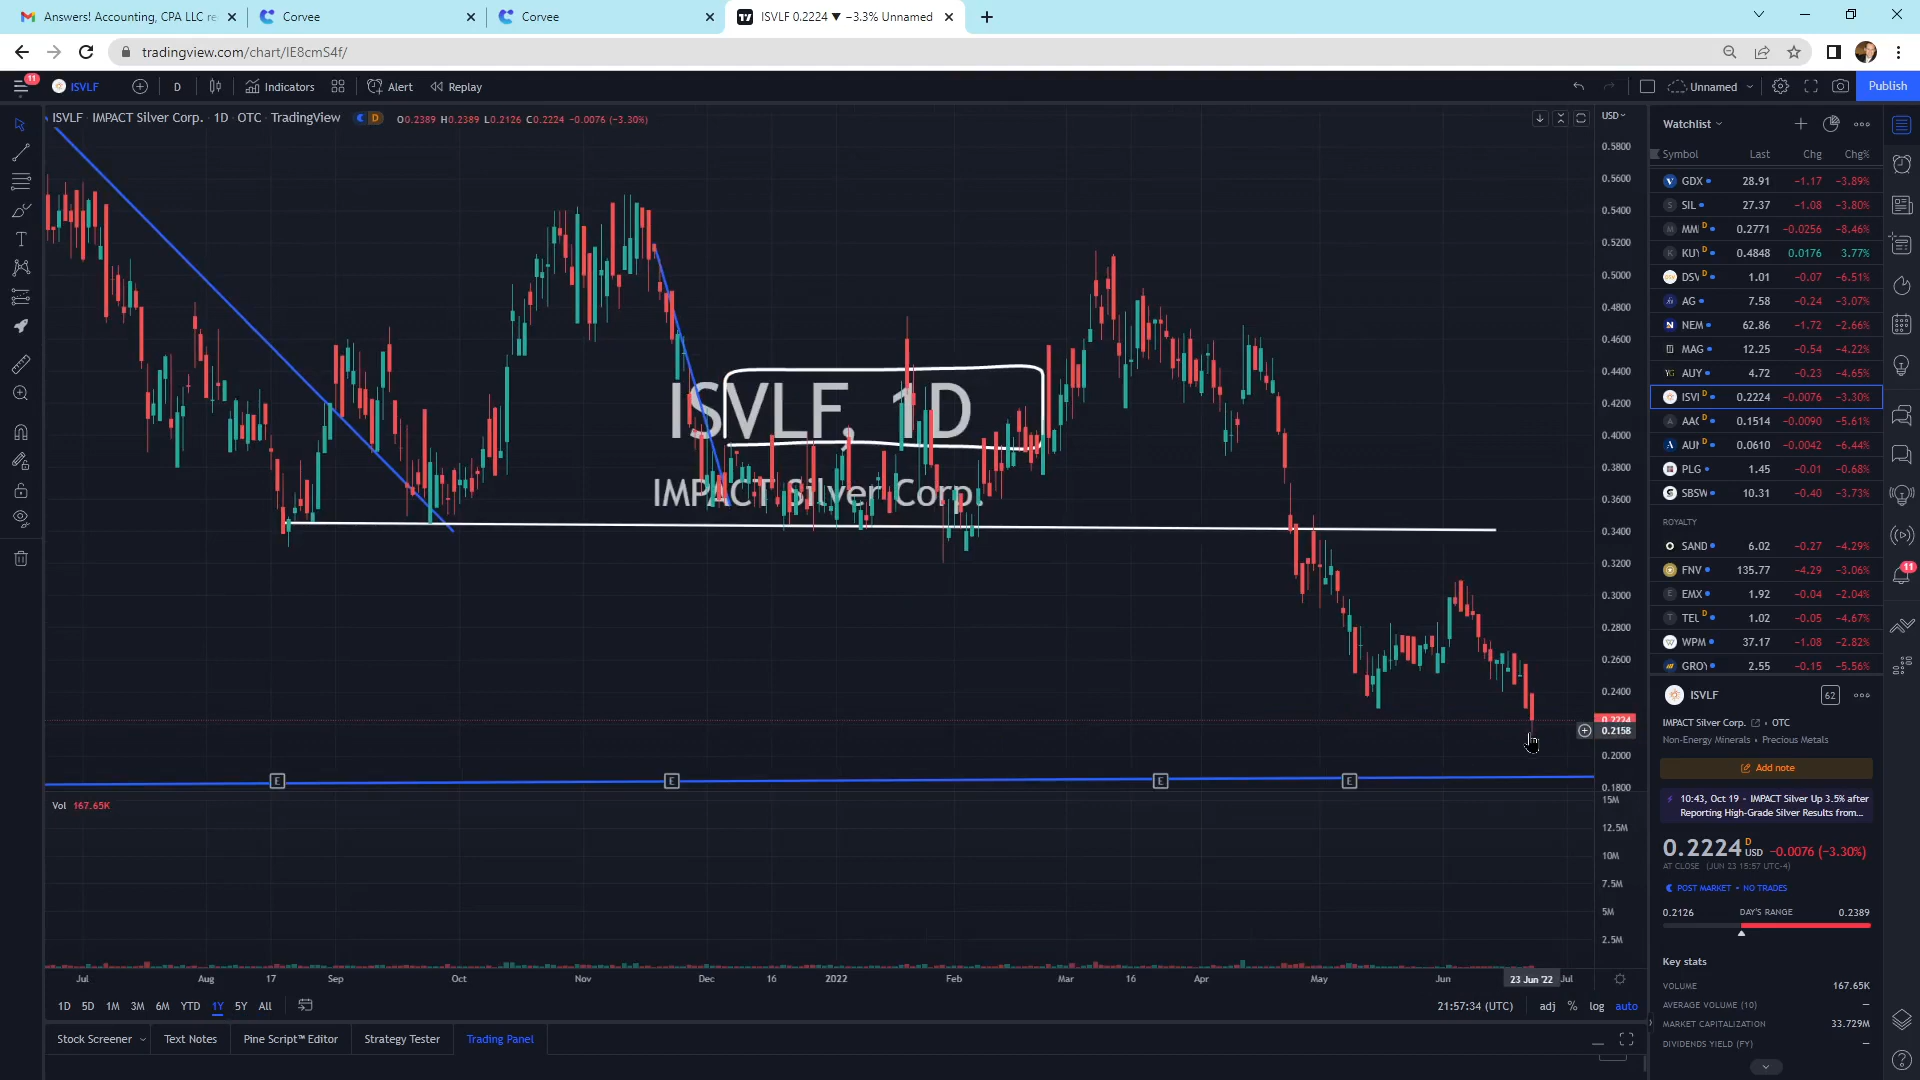 Answers! Accounting, CPA LLC re
Corvee
Corvee
ISVLF 0.2224 ▼ −3.3% Unnamed
tradingview.com/chart/IE8cmS4f/
11
ISVLF
D
Indicators
Alert
Replay
Unnamed
Publish
ISVLF · IMPACT Silver Corp. · 1D · OTC · TradingView
D
O0.2389 H0.2389 L0.2126 C0.2224 −0.0076 (−3.30%)
USD
0.5800
0.5600
0.5400
0.5200
0.5000
0.4800
0.4600
0.4400
0.4200
0.4000
0.3800
0.3600
0.3400
0.3200
0.3000
0.2800
0.2600
0.2400
0.2224
0.2158
0.2000
0.1800
ISVLF, 1D
IMPACT Silver Corp.
E
E
E
E
Vol 167.65K
15M
12.5M
10M
7.5M
5M
2.5M
Jul
Aug
17
Sep
Oct
Nov
Dec
16
2022
Feb
Mar
16
Apr
May
Jun
23 Jun '22
Jul
1D 5D 1M 3M 6M YTD 1Y 5Y All
21:57:34 (UTC)
adj % log auto
Stock Screener
Text Notes
Pine Script™ Editor
Strategy Tester
Trading Panel
Watchlist
Symbol Last Chg Chg%
GDX 28.91 −1.17 −3.89%
SIL 27.37 −1.08 −3.80%
MM D 0.2771 −0.0256 −8.46%
KUY D 0.4848 0.0176 3.77%
DSV D 1.01 −0.07 −6.51%
AG 7.58 −0.24 −3.07%
NEM 62.86 −1.72 −2.66%
MAG 12.25 −0.54 −4.22%
AUY 4.72 −0.23 −4.65%
ISVI D 0.2224 −0.0076 −3.30%
AAC D 0.1514 −0.0090 −5.61%
AUN D 0.0610 −0.0042 −6.44%
PLG 1.45 −0.01 −0.68%
SBSW 10.31 −0.40 −3.73%
ROYALTY
SAND 6.02 −0.27 −4.29%
FNV 135.77 −4.29 −3.06%
EMX 1.92 −0.04 −2.04%
TEL D 1.02 −0.05 −4.67%
WPM 37.17 −1.08 −2.82%
GROY 2.55 −0.15 −5.56%
ISVLF
62
IMPACT Silver Corp. • OTC
Non-Energy Minerals • Precious Metals
Add note
10:43, Oct 19 - IMPACT Silver Up 3.5% after
Reporting High-Grade Silver Results from...
0.2224 D USD −0.0076 (−3.30%)
AT CLOSE (JUN 23 15:57 UTC-4)
POST MARKET • NO TRADES
0.2126 DAY'S RANGE 0.2389
Key stats
VOLUME 167.65K
AVERAGE VOLUME (10) —
MARKET CAPITALIZATION 33.729M
DIVIDENDS YIELD (FY) —
11